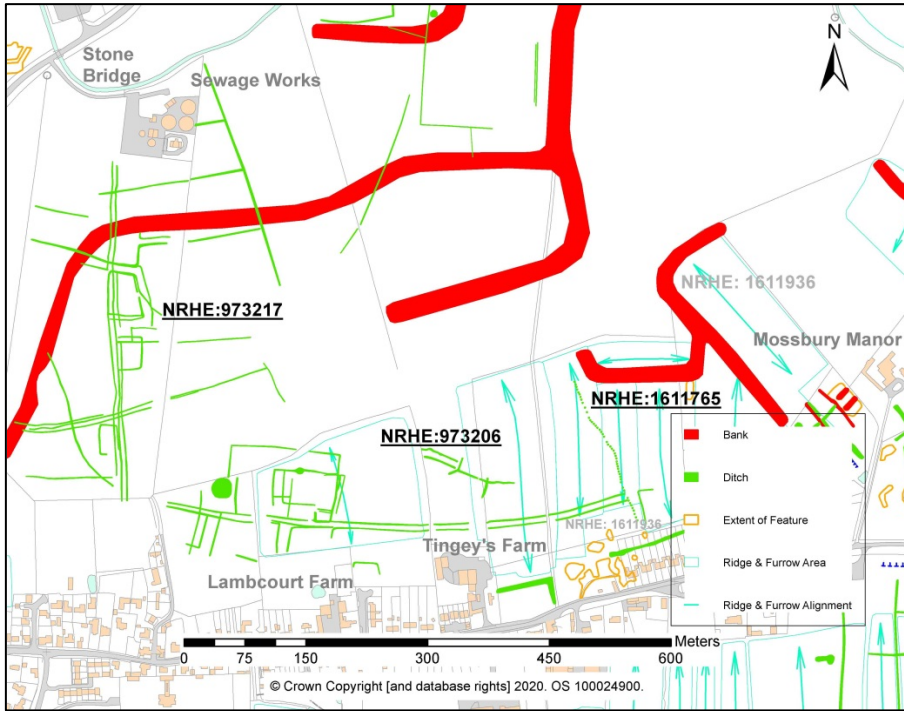 N
Stone
Bridge
Sewage Works
NRHE: 1611936
NRHE:973217
Mossbury Manor
NRHE:1611765
NRHE:973206
Bank
Ditch
Extent of Feature
NRHE: 1611936
Tingey's Farm
Ridge & Furrow Area
Lambcourt Farm
Ridge & Furrow Alignment
Meters
0 75 150 300 450 600
© Crown Copyright [and database rights] 2020. OS 100024900.